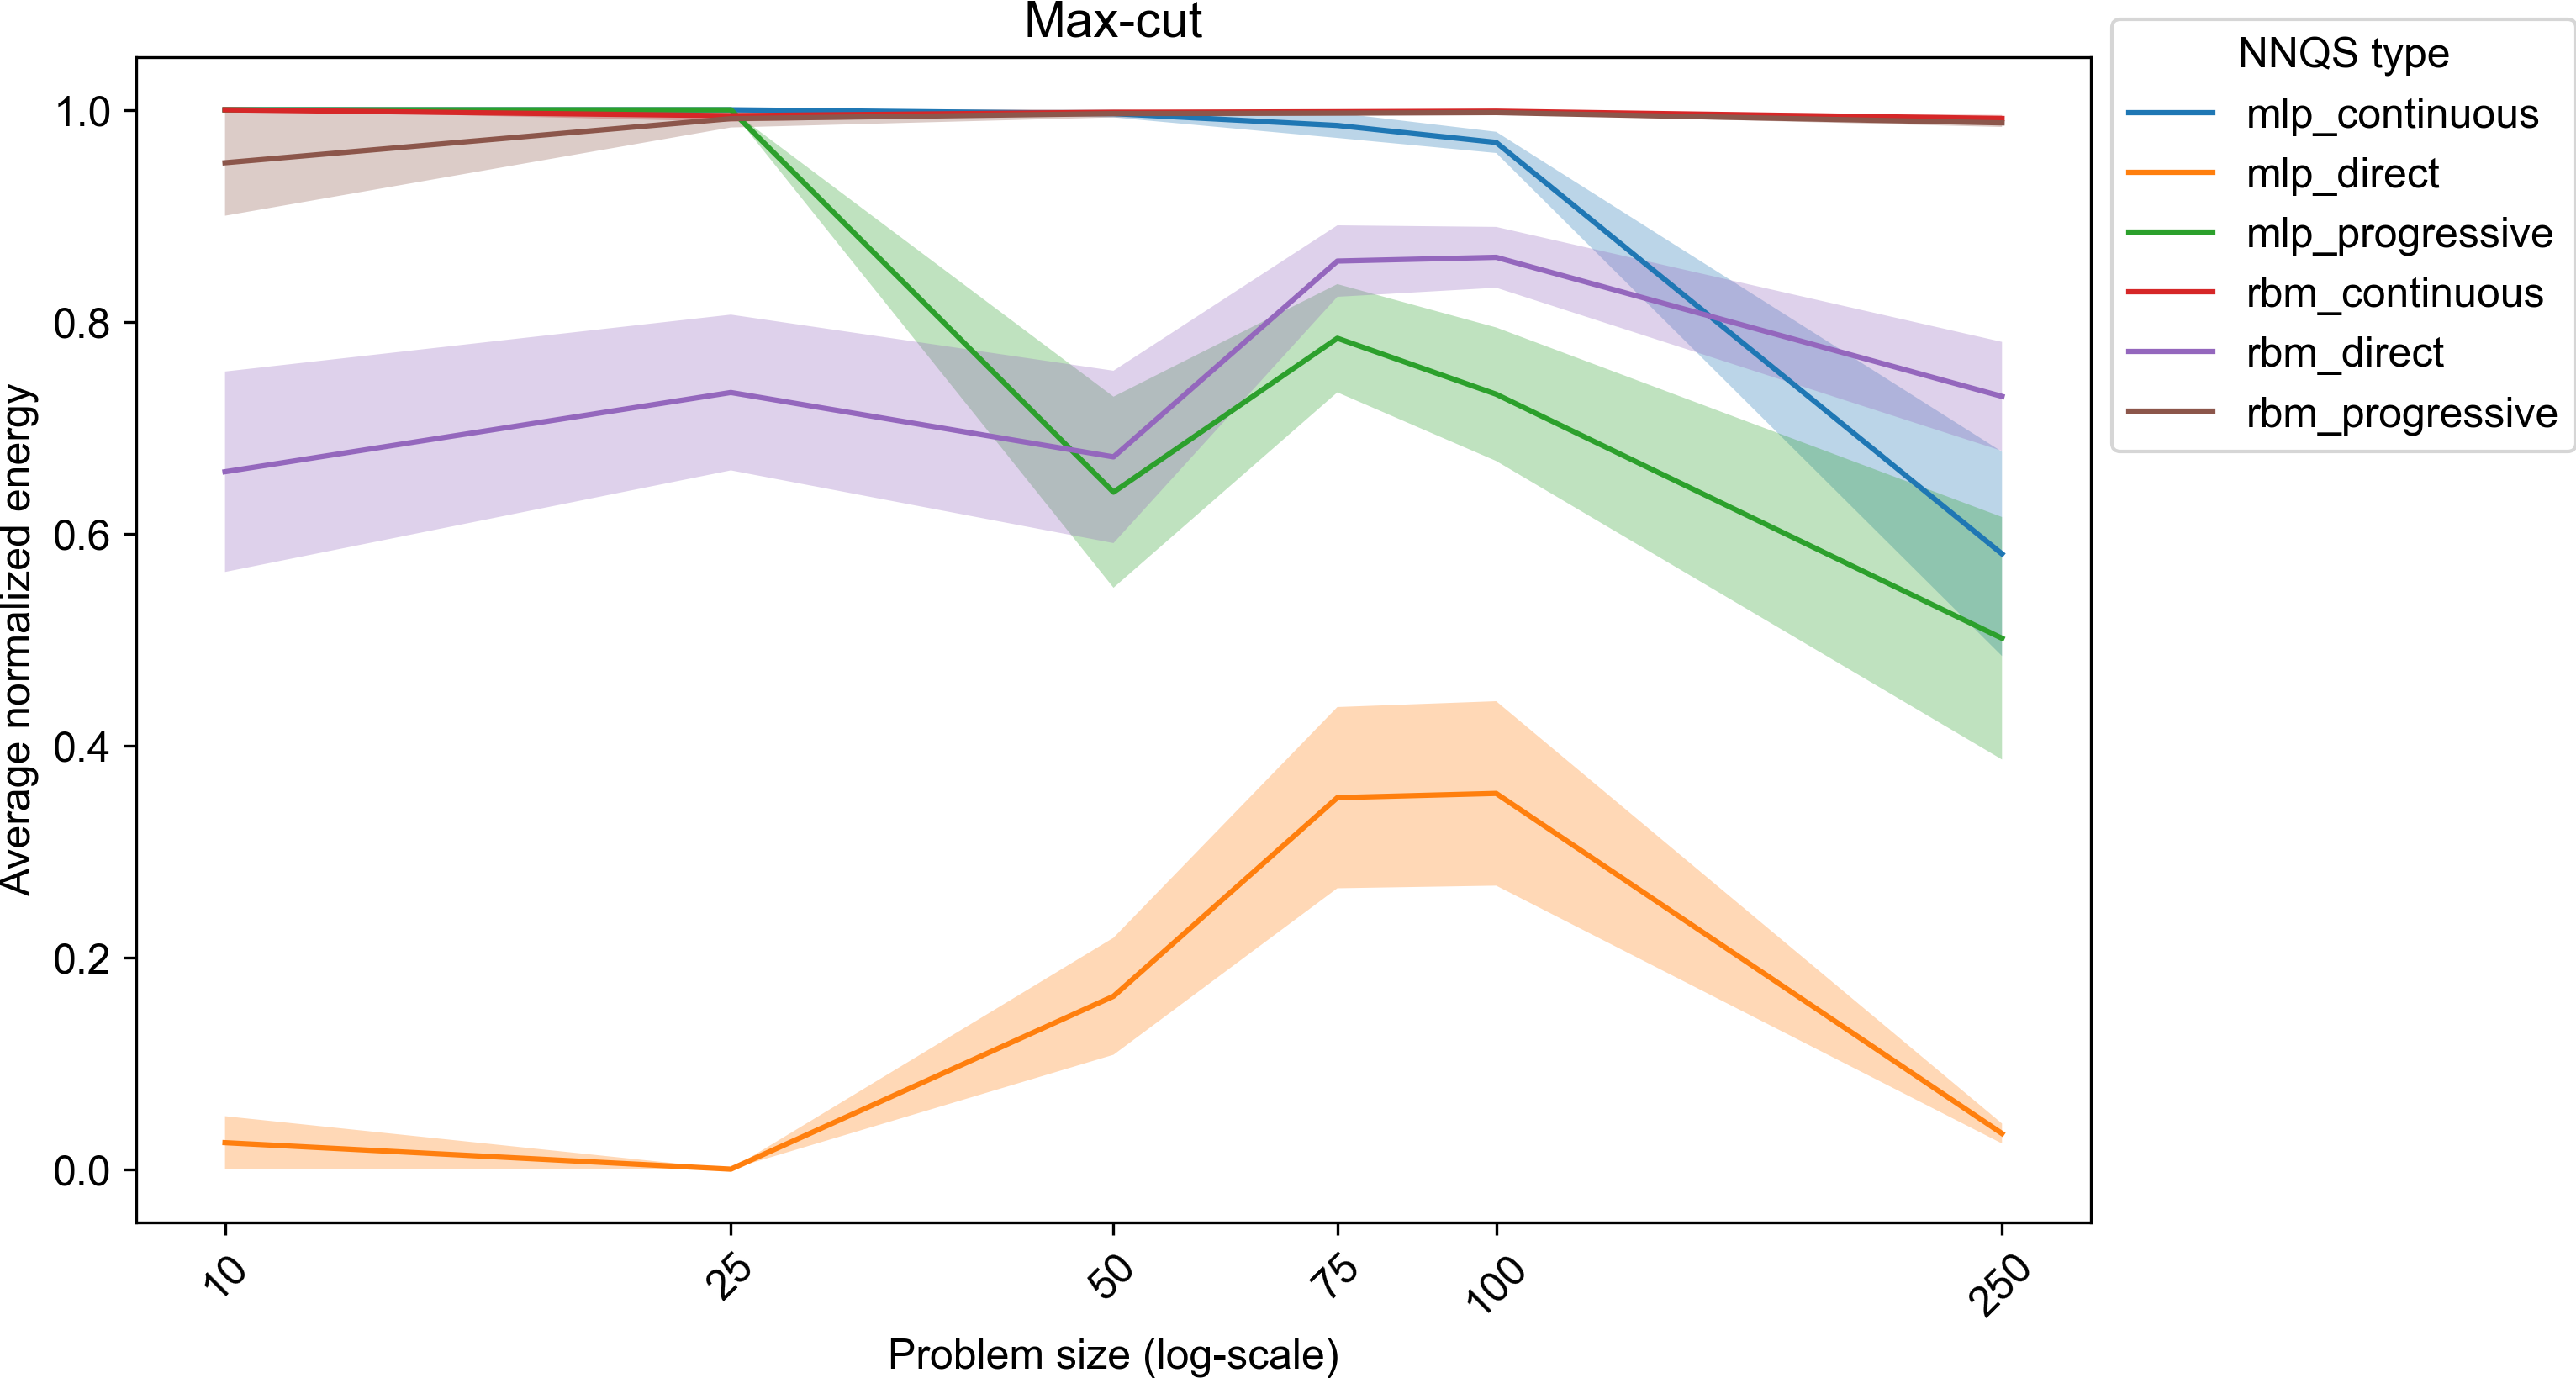 Max-cut
Average normalized energy
1.0
0.8
0.6
0.4
0.2
0.0
10
25
50
75
100
250
Problem size (log-scale)
NNQS type
mlp_continuous
mlp_direct
mlp_progressive
rbm_continuous
rbm_direct
rbm_progressive